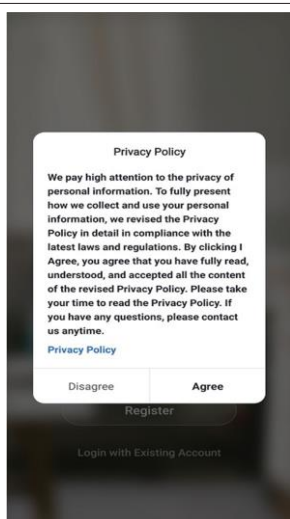 Privacy Policy
We pay high attention to the privacy of
personal information. To fully present
how we collect and use your personal
information, we revised the Privacy
Policy in detail in compliance with the
latest laws and regulations. By clicking I
Agree, you agree that you have fully read,
understood, and accepted all the content
of the revised Privacy Policy. Please take
your time to read the Privacy Policy. If
you have any questions, please contact
us anytime.
Privacy Policy
Disagree Agree
Register
Login with Existing Account